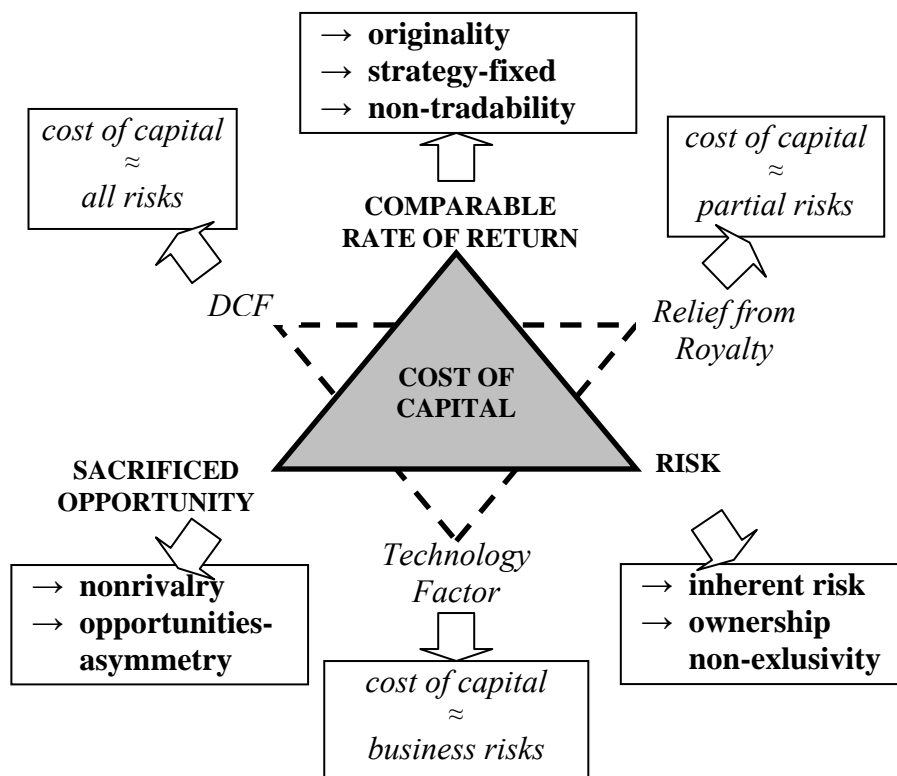 → originality
→ strategy-fixed
→ non-tradability
cost of capital
≈
all risks
cost of capital
≈
partial risks
COMPARABLE
RATE OF RETURN
DCF
Relief from
Royalty
COST OF
CAPITAL
SACRIFICED
OPPORTUNITY
RISK
Technology
Factor
→ nonrivalry
→ opportunities-
asymmetry
→ inherent risk
→ ownership
non-exlusivity
cost of capital
≈
business risks